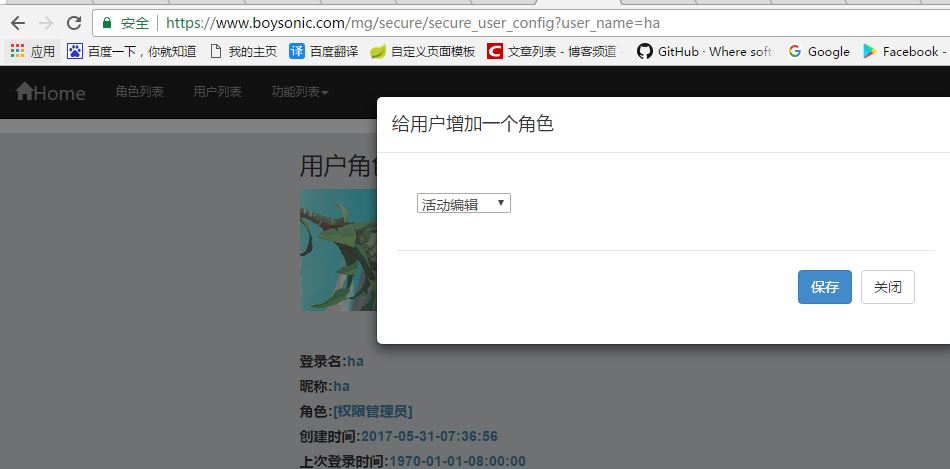 安全 https://www.boysonic.com/mg/secure/secure_user_config?user_name=ha
应用 百度一下，你就知道 我的主页 译 百度翻译 自定义页面模板 C 文章列表 - 博客频道 - GitHub · Where soft G Google Facebook -
Home 角色列表 用户列表 功能列表
给用户增加一个角色
用户角
活动编辑
保存 关闭
登录名:ha
昵称:ha
角色:[权限管理员]
创建时间:2017-05-31-07:36:56
上次登录时间:1970-01-01-08:00:00